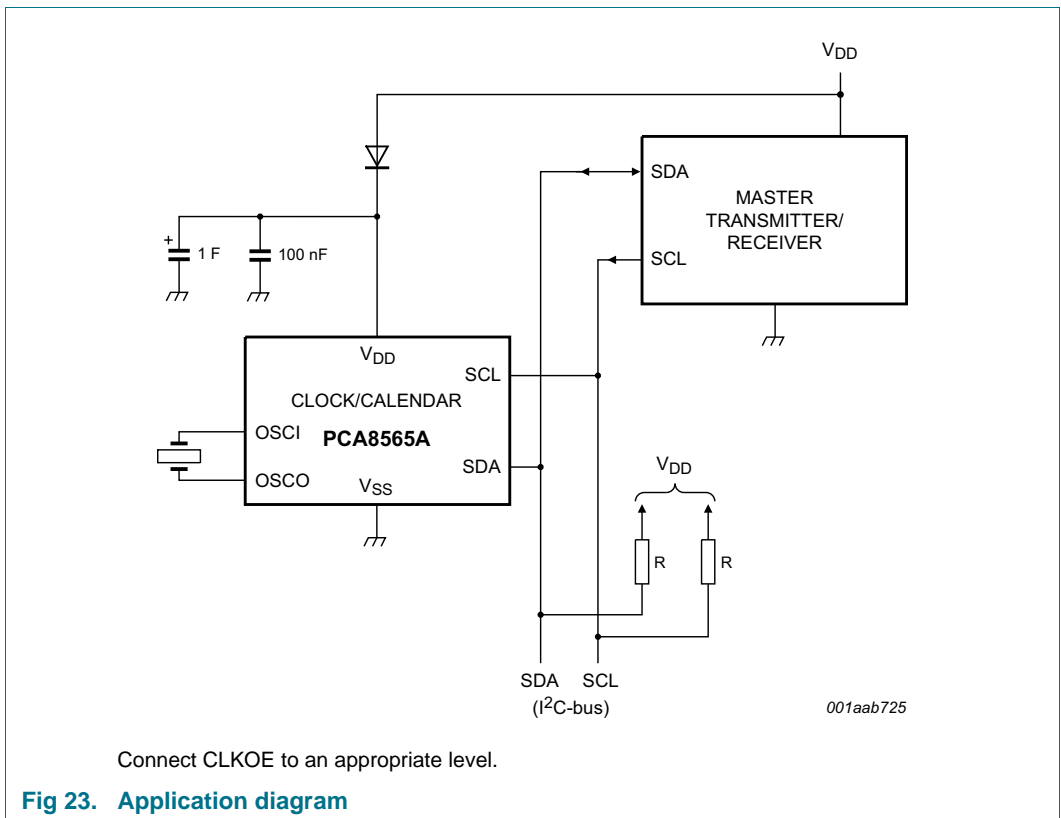 VDD
SDA
MASTER
TRANSMITTER/
RECEIVER
SCL
+
1 F
100 nF
VDD
SCL
CLOCK/CALENDAR
PCA8565A
OSCI
SDA
OSCO
VSS
VDD
R
R
SDA SCL
(I²C-bus)
001aab725
Connect CLKOE to an appropriate level.
Fig 23. Application diagram